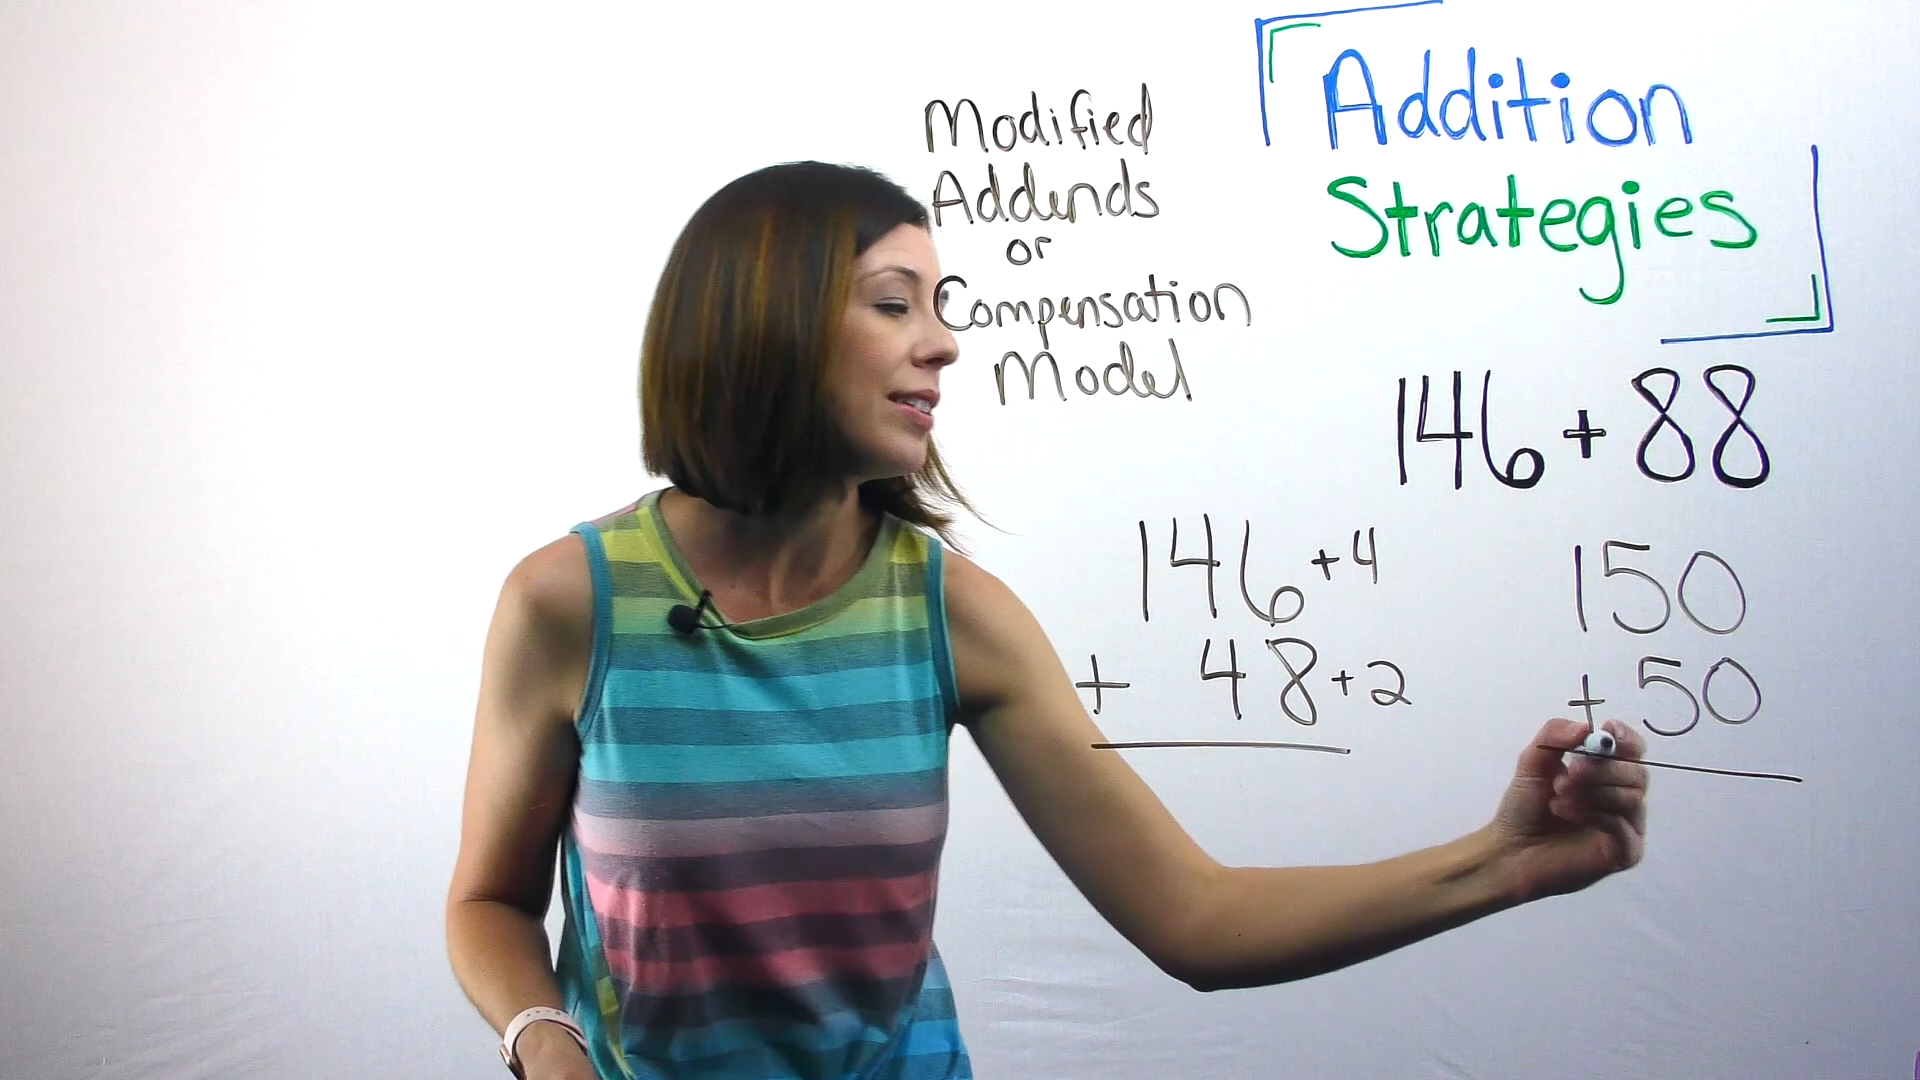 Addition
Strategies
Modified
Addends
or
Compensation
Model
146 + 88
146 +4
+ 48 +2
150
+ 50